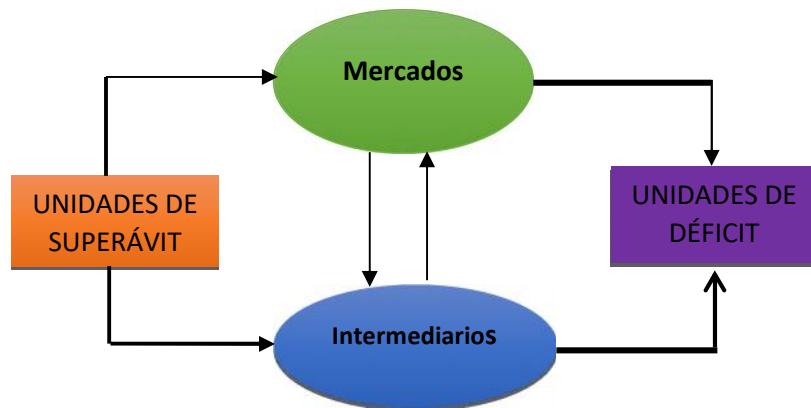 Mercados
UNIDADES DE
SUPERÁVIT
UNIDADES DE
DÉFICIT
Intermediarios